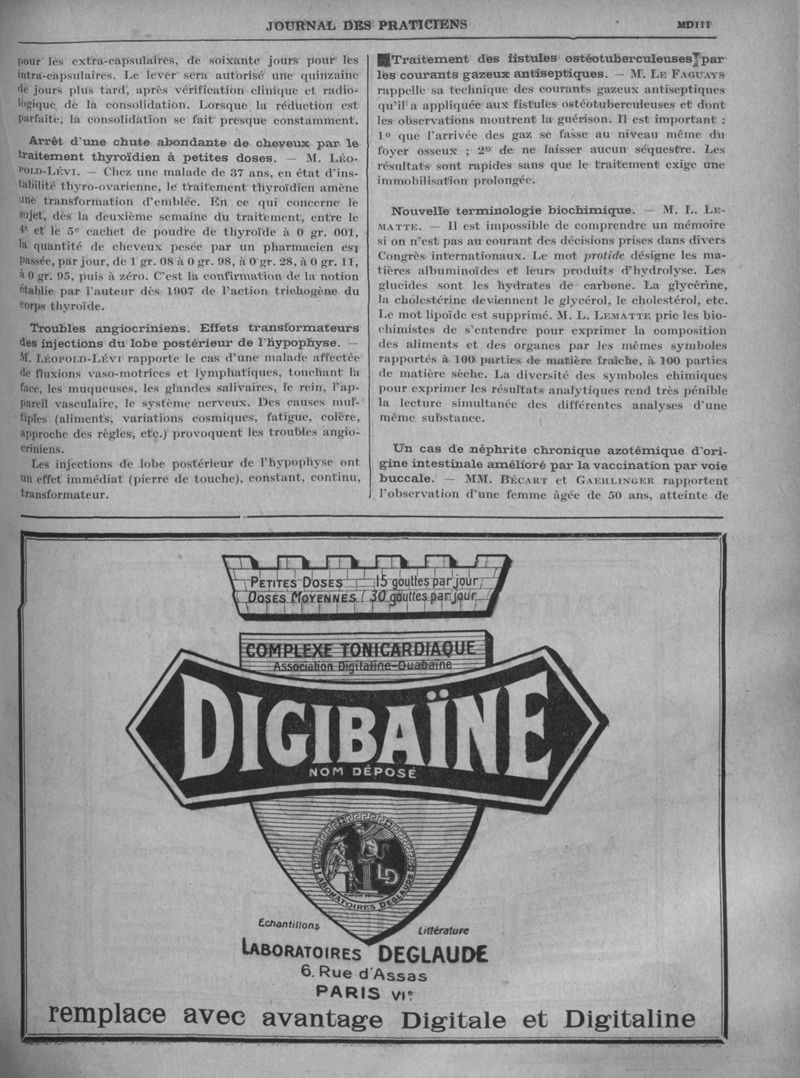 JOURNAL DES PRATICIENS
MDIII
pour les extra-capsulaires, de soixante jours pour les
intra-capsulaires. Le lever sera autorisé une quinzaine
de jours plus tard, après vérification clinique et radio-
logique de la consolidation. Lorsque la réduction est
parfaite, la consolidation se fait presque constamment.
Arrêt d'une chute abondante de cheveux par le
traitement thyroïdien à petites doses. — M. LÉO-
POLD-LÉVI. — Chez une malade de 37 ans, en état d'ins-
tabilité thyro-ovarienne, le traitement thyroïdien amène
une transformation d'emblée. En ce qui concerne le
sujet, dès la deuxième semaine du traitement, entre le
4e et le 5e cachet de poudre de thyroïde à 0 gr. 001,
la quantité de cheveux pesée par un pharmacien est
passée, par jour, de 1 gr. 08 à 0 gr. 98, à 0 gr. 28, à 0 gr. 11,
à 0 gr. 95, puis à zéro. C'est la confirmation de la notion
établie par l'auteur dès 1907 de l'action trichogène du
corps thyroïde.
Troubles angiocriniens. Effets transformateurs
des injections du lobe postérieur de l'hypophyse. —
M. LÉOPOLD-LÉVI rapporte le cas d'une malade affectée
de fluxions vaso-motrices et lymphatiques, touchant la
face, les muqueuses, les glandes salivaires, le rein, l'ap-
pareil vasculaire, le système nerveux. Des causes mul-
tiples (aliments, variations cosmiques, fatigue, colère,
approche des règles, etc.) provoquent les troubles angio-
criniens.
Les injections de lobe postérieur de l'hypophyse ont
un effet immédiat (pierre de touche), constant, continu,
transformateur.
Traitement des fistules ostéotuberculeuses par
les courants gazeux antiseptiques. — M. LE FAGUAYS
rappelle sa technique des courants gazeux antiseptiques
qu'il a appliquée aux fistules ostéotuberculeuses et dont
les observations montrent la guérison. Il est important :
1o que l'arrivée des gaz se fasse au niveau même du
foyer osseux ; 2o de ne laisser aucun séquestre. Les
résultats sont rapides sans que le traitement exige une
immobilisation prolongée.
Nouvelle terminologie biochimique. — M. L. LE-
MATTE. — Il est impossible de comprendre un mémoire
si on n'est pas au courant des décisions prises dans divers
Congrès internationaux. Le mot protide désigne les ma-
tières albuminoïdes et leurs produits d'hydrolyse. Les
glucides sont les hydrates de carbone. La glycérine,
la cholestérine deviennent le glycérol, le cholestérol, etc.
Le mot lipoïde est supprimé. M. L. LEMATTE prie les bio-
chimistes de s'entendre pour exprimer la composition
des aliments et des organes par les mêmes symboles
rapportés à 100 parties de matière fraîche, à 100 parties
de matière sèche. La diversité des symboles chimiques
pour exprimer les résultats analytiques rend très pénible
la lecture simultanée des différentes analyses d'une
même substance.
Un cas de néphrite chronique azotémique d'ori-
gine intestinale amélioré par la vaccination par voie
buccale. — MM. BÉCART et GAEHLINGER rapportent
l'observation d'une femme âgée de 50 ans, atteinte de
PETITES DOSES 15 gouttes par jour
DOSES MOYENNES 30 gouttes par jour
COMPLEXE TONICARDIAQUE
Association Digitaline-Ouabaïne
DIGIBAÏNE
NOM DÉPOSÉ
LD
LABORATOIRES DEGLAUDE
Echantillons
Littérature
LABORATOIRES DEGLAUDE
6. Rue d'Assas
PARIS VIe
remplace avec avantage Digitale et Digitaline